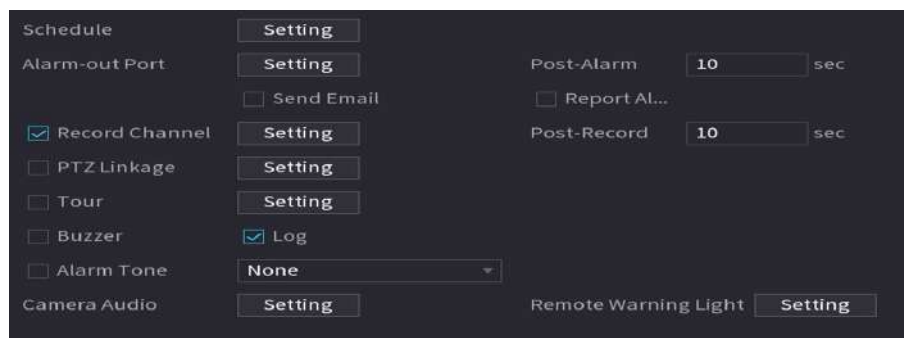 Schedule Setting
Alarm-out Port Setting Post-Alarm 10 sec
Send Email Report Al...
Record Channel Setting Post-Record 10 sec
PTZ Linkage Setting
Tour Setting
Buzzer Log
Alarm Tone None
Camera Audio Setting Remote Warning Light Setting